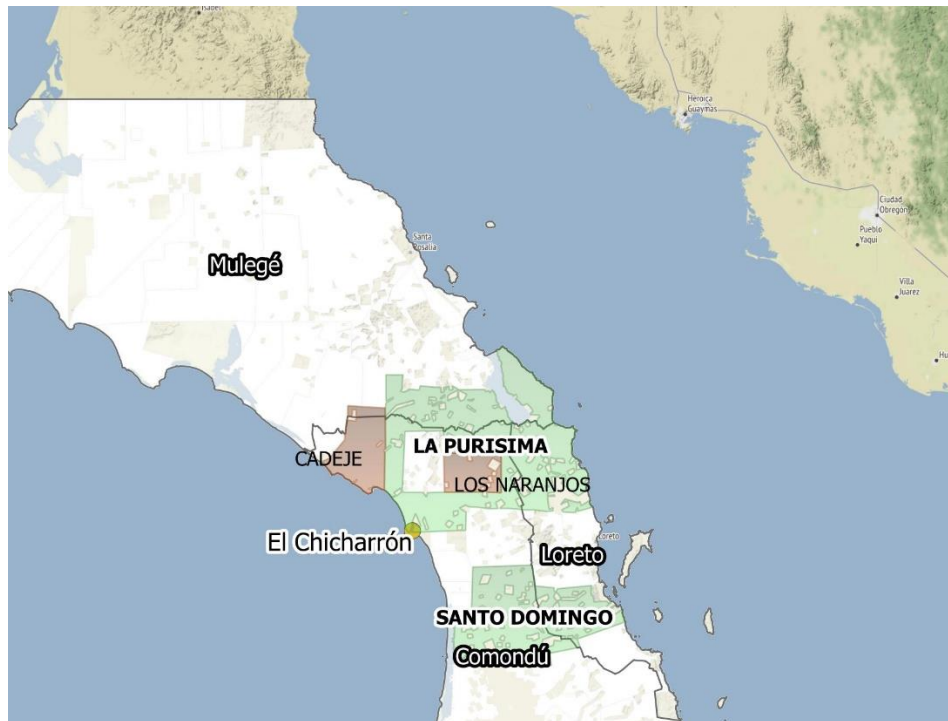 Heroica
Guaymas
Ciudad
Obregón
Pueblo
Yaqui
Santa
Rosalía
Mulegé
Villa
Juarez
LA PURISIMA
CADEJE
LOS NARANJOS
El Chicharrón
Loreto
Loreto
SANTO DOMINGO
Comondú